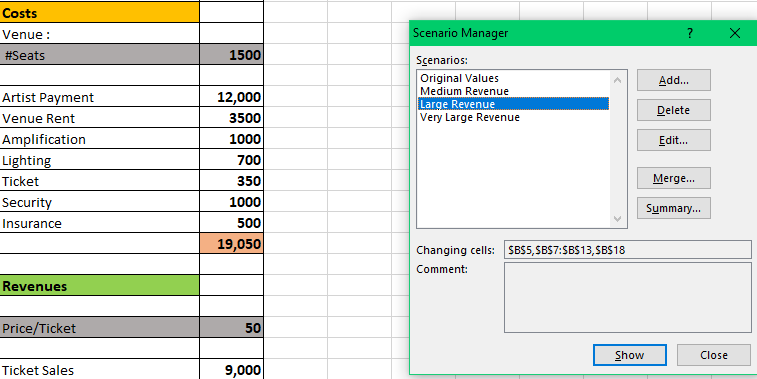 Costs
Venue :
#Seats 1500
Artist Payment 12,000
Venue Rent 3500
Amplification 1000
Lighting 700
Ticket 350
Security 1000
Insurance 500
19,050
Revenues
Price/Ticket 50
Ticket Sales 9,000
Scenario Manager ? ×
Scenarios:
Original Values
Medium Revenue
Large Revenue
Very Large Revenue
Add...
Delete
Edit...
Merge...
Summary...
Changing cells: $B$5,$B$7:$B$13,$B$18
Comment:
Show Close